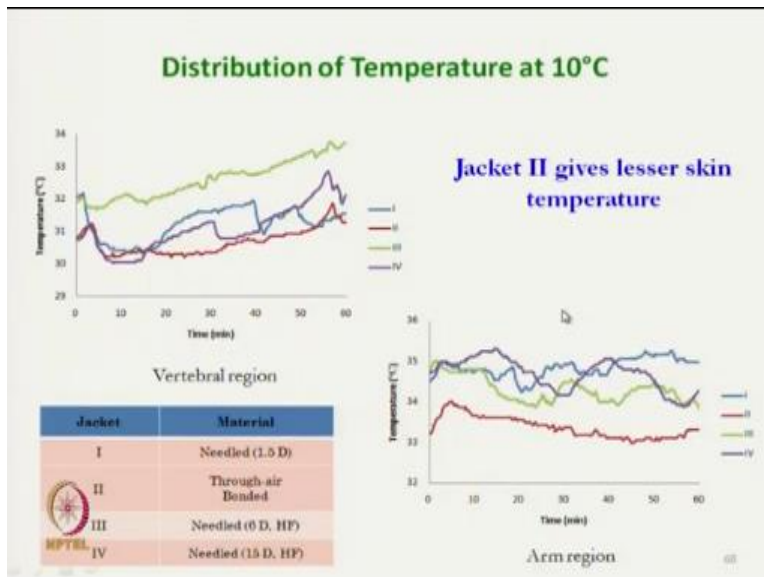 Distribution of Temperature at 10°C
Jacket II gives lesser skin
temperature
34
33
32
31
30
29
Temperature (°C)
0 10 20 30 40 50 60
Time (min)
I
II
III
IV
Vertebral region
36
35
34
33
32
Temperature (°C)
0 10 20 30 40 50 60
Time (min)
I
II
III
IV
Arm region
Jacket Material
I Needled (1.5 D)
II Through-air
Bonded
III Needled (6 D, HF)
IV Needled (15 D, HF)
NPTEL
68